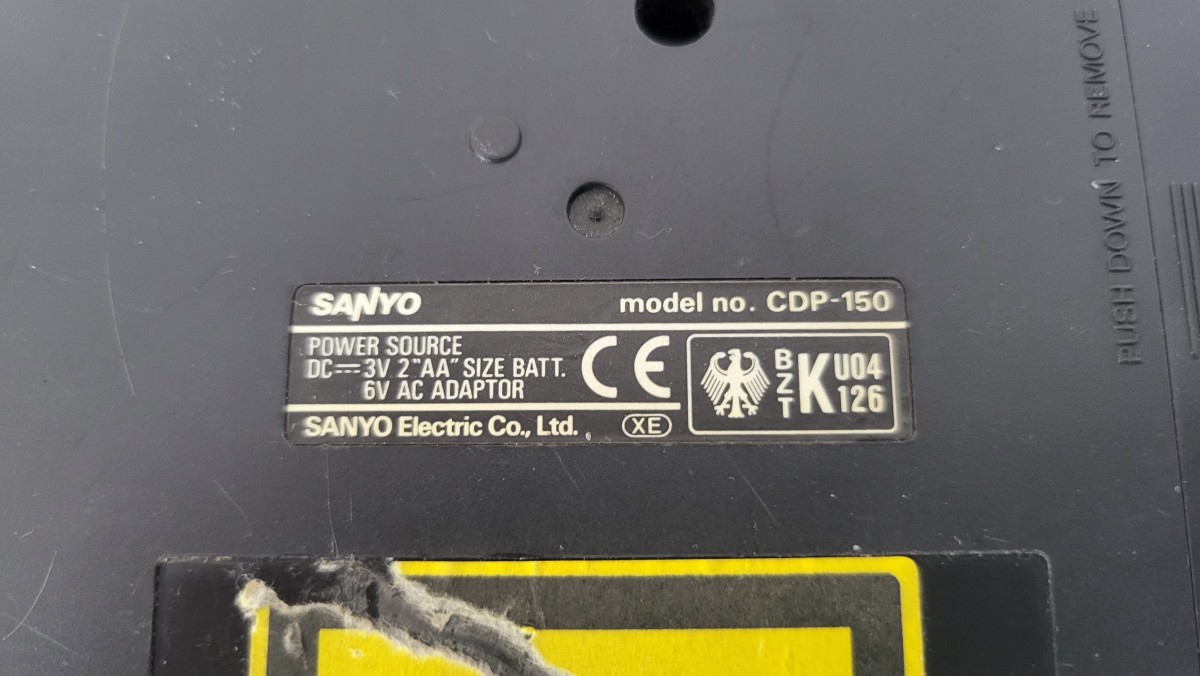 SANYO model no. CDP-150
POWER SOURCE
DC⎓3V 2"AA" SIZE BATT.
6V AC ADAPTOR
CE
BZT K U04
126
SANYO Electric Co., Ltd. XE
PUSH DOWN TO REMOVE